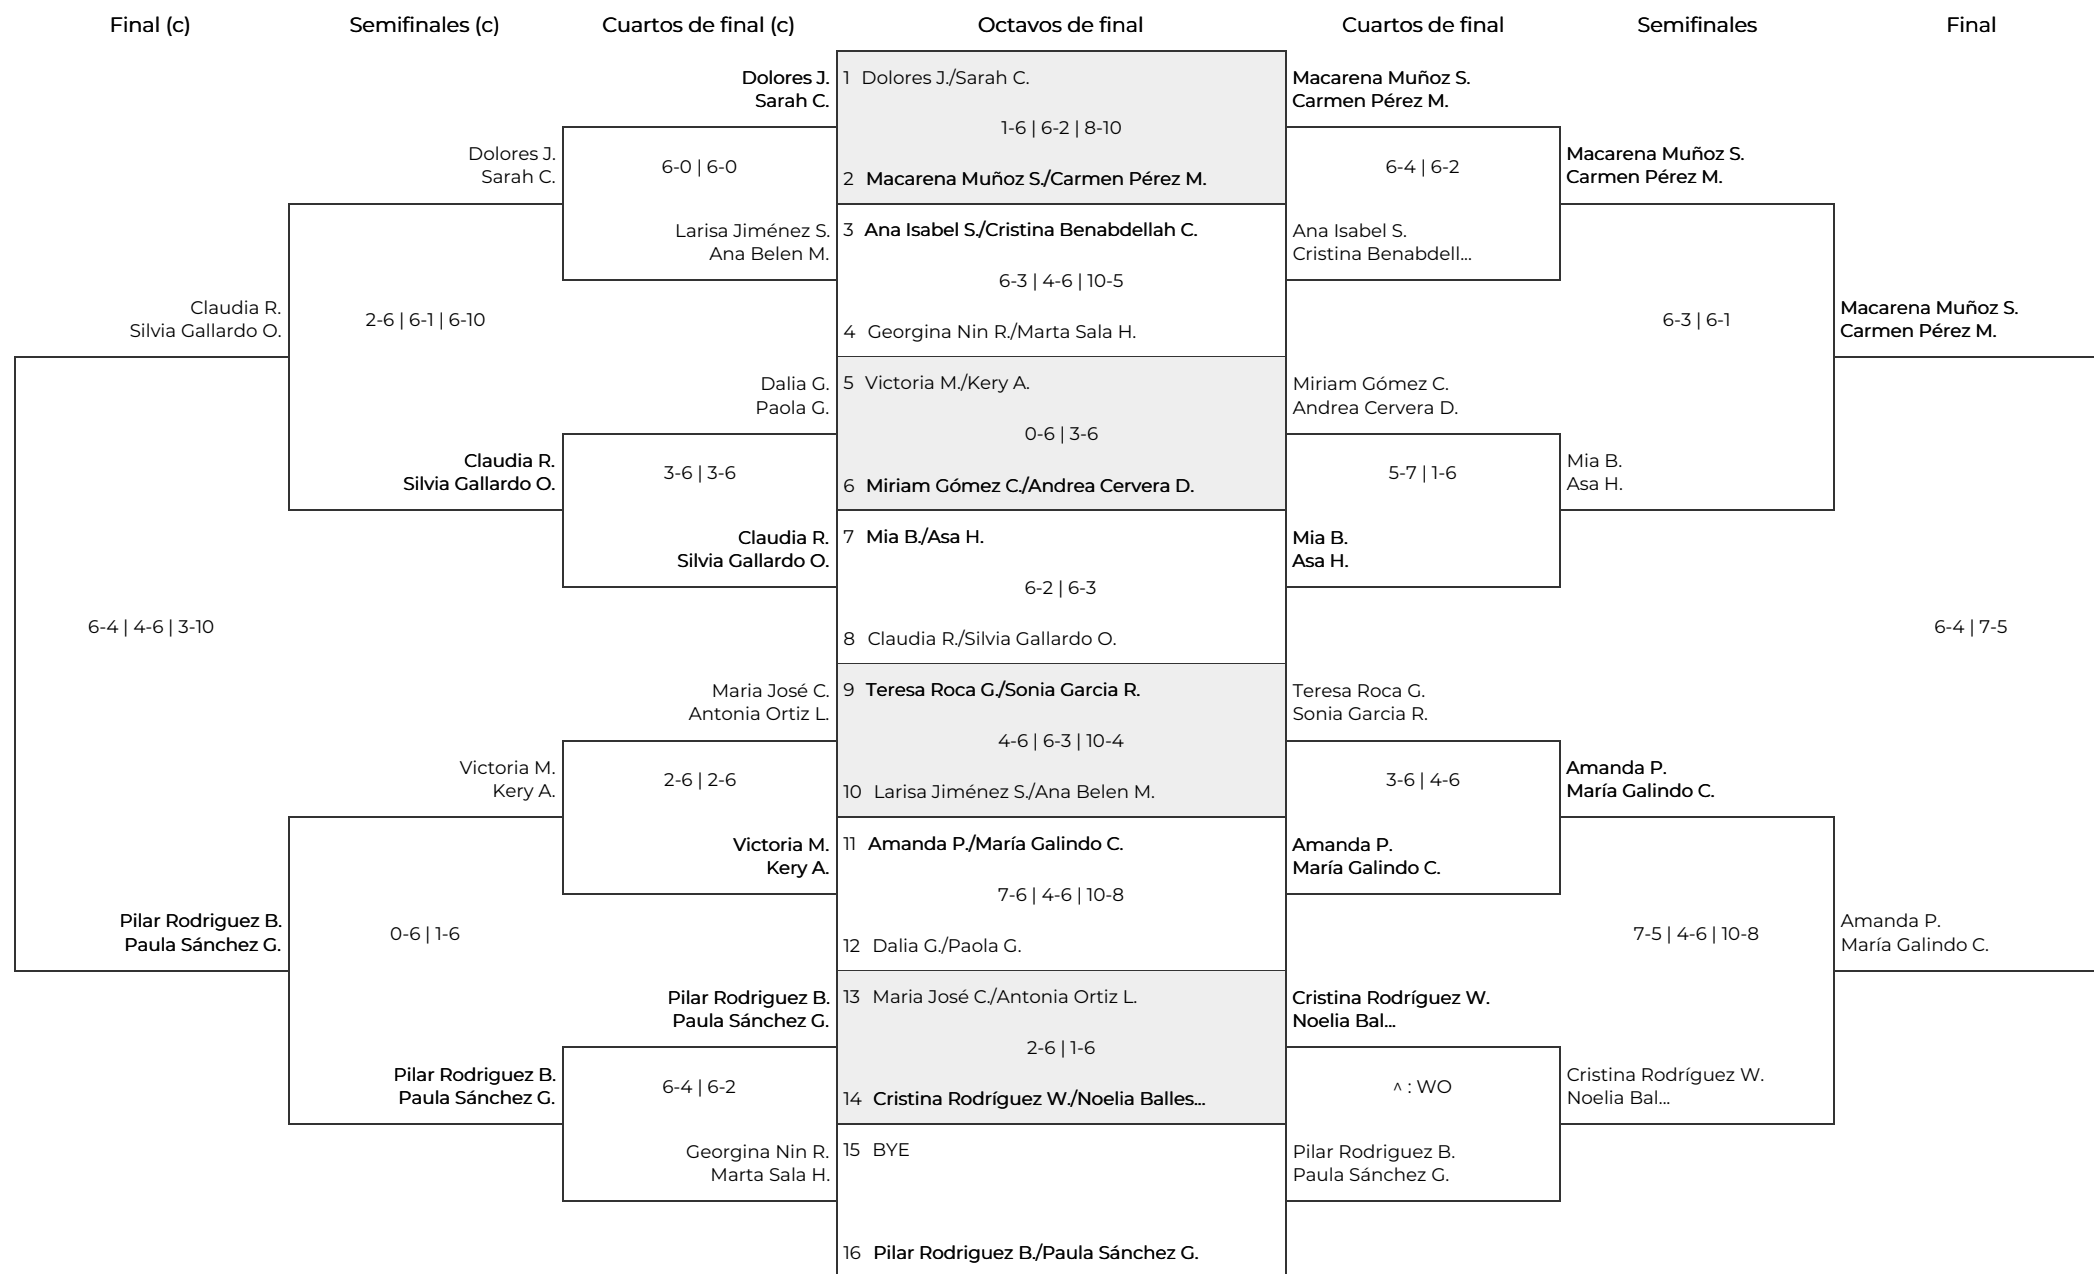 Final (c)
Semifinales (c)
Cuartos de final (c)
Octavos de final
Cuartos de final
Semifinales
Final
Claudia R.
Silvia Gallardo O.
6-4 | 4-6 | 3-10
Pilar Rodriguez B.
Paula Sánchez G.
Dolores J.
Sarah C.
2-6 | 6-1 | 6-10
Claudia R.
Silvia Gallardo O.
Victoria M.
Kery A.
0-6 | 1-6
Pilar Rodriguez B.
Paula Sánchez G.
Dolores J.
Sarah C.
6-0 | 6-0
Larisa Jiménez S.
Ana Belen M.
Dalia G.
Paola G.
3-6 | 3-6
Claudia R.
Silvia Gallardo O.
Maria José C.
Antonia Ortiz L.
2-6 | 2-6
Victoria M.
Kery A.
Pilar Rodriguez B.
Paula Sánchez G.
6-4 | 6-2
Georgina Nin R.
Marta Sala H.
1 Dolores J./Sarah C.
1-6 | 6-2 | 8-10
2 Macarena Muñoz S./Carmen Pérez M.
3 Ana Isabel S./Cristina Benabdellah C.
6-3 | 4-6 | 10-5
4 Georgina Nin R./Marta Sala H.
5 Victoria M./Kery A.
0-6 | 3-6
6 Miriam Gómez C./Andrea Cervera D.
7 Mia B./Asa H.
6-2 | 6-3
8 Claudia R./Silvia Gallardo O.
9 Teresa Roca G./Sonia Garcia R.
4-6 | 6-3 | 10-4
10 Larisa Jiménez S./Ana Belen M.
11 Amanda P./María Galindo C.
7-6 | 4-6 | 10-8
12 Dalia G./Paola G.
13 Maria José C./Antonia Ortiz L.
2-6 | 1-6
14 Cristina Rodríguez W./Noelia Balles...
15 BYE
16 Pilar Rodriguez B./Paula Sánchez G.
Macarena Muñoz S.
Carmen Pérez M.
6-4 | 6-2
Ana Isabel S.
Cristina Benabdell...
Miriam Gómez C.
Andrea Cervera D.
5-7 | 1-6
Mia B.
Asa H.
Teresa Roca G.
Sonia Garcia R.
3-6 | 4-6
Amanda P.
María Galindo C.
Cristina Rodríguez W.
Noelia Bal...
^ : WO
Pilar Rodriguez B.
Paula Sánchez G.
Macarena Muñoz S.
Carmen Pérez M.
6-3 | 6-1
Mia B.
Asa H.
Amanda P.
María Galindo C.
7-5 | 4-6 | 10-8
Cristina Rodríguez W.
Noelia Bal...
Macarena Muñoz S.
Carmen Pérez M.
6-4 | 7-5
Amanda P.
María Galindo C.